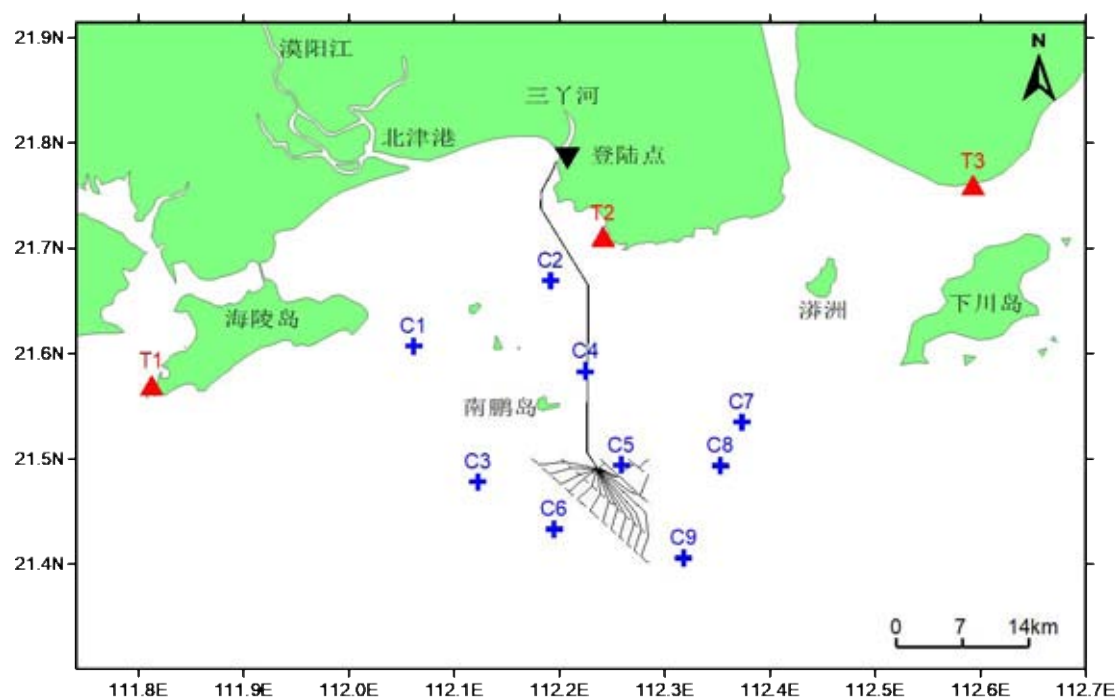 21.9N
漠阳江
N
三丫河
21.8N
北津港
登陆点
T3
T2
21.7N
C2
海陵岛
漭洲
下川岛
C1
21.6N
T1
C4
南鹏岛
C7
21.5N
C3
C5
C8
C6
C9
21.4N
0 7 14km
111.8E 111.9E 112.0E 112.1E 112.2E 112.3E 112.4E 112.5E 112.6E 112.7E